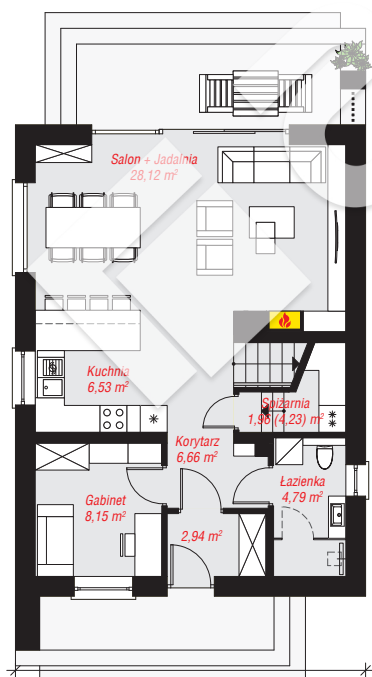 Salon + Jadalnia
28,12 m²
Kuchnia
6,53 m²
Spiżarnia
1,96 (4,23) m²
Korytarz
6,66 m²
Łazienka
4,79 m²
Gabinet
8,15 m²
2,94 m²